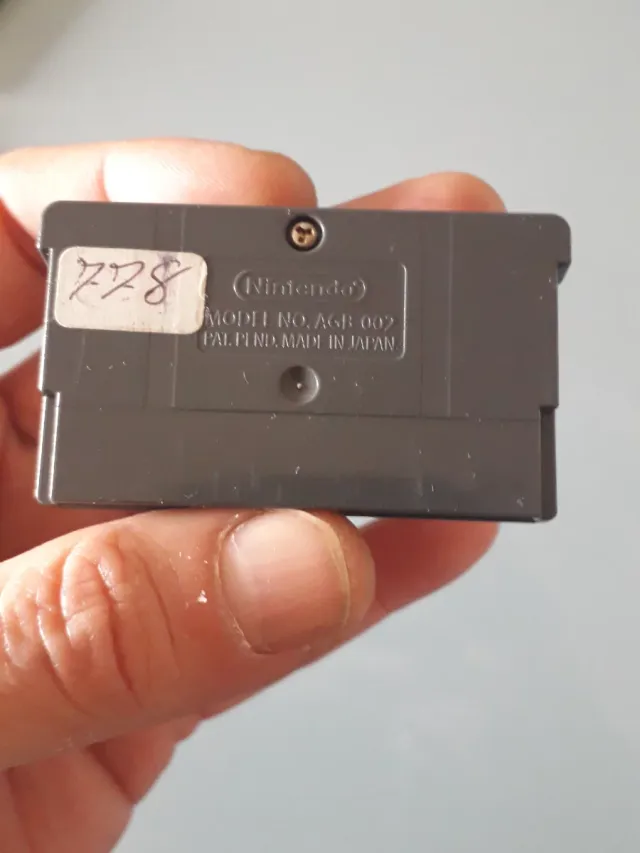 778
Nintendo®
MODEL NO. AGB-002
PAT. PEND. MADE IN JAPAN